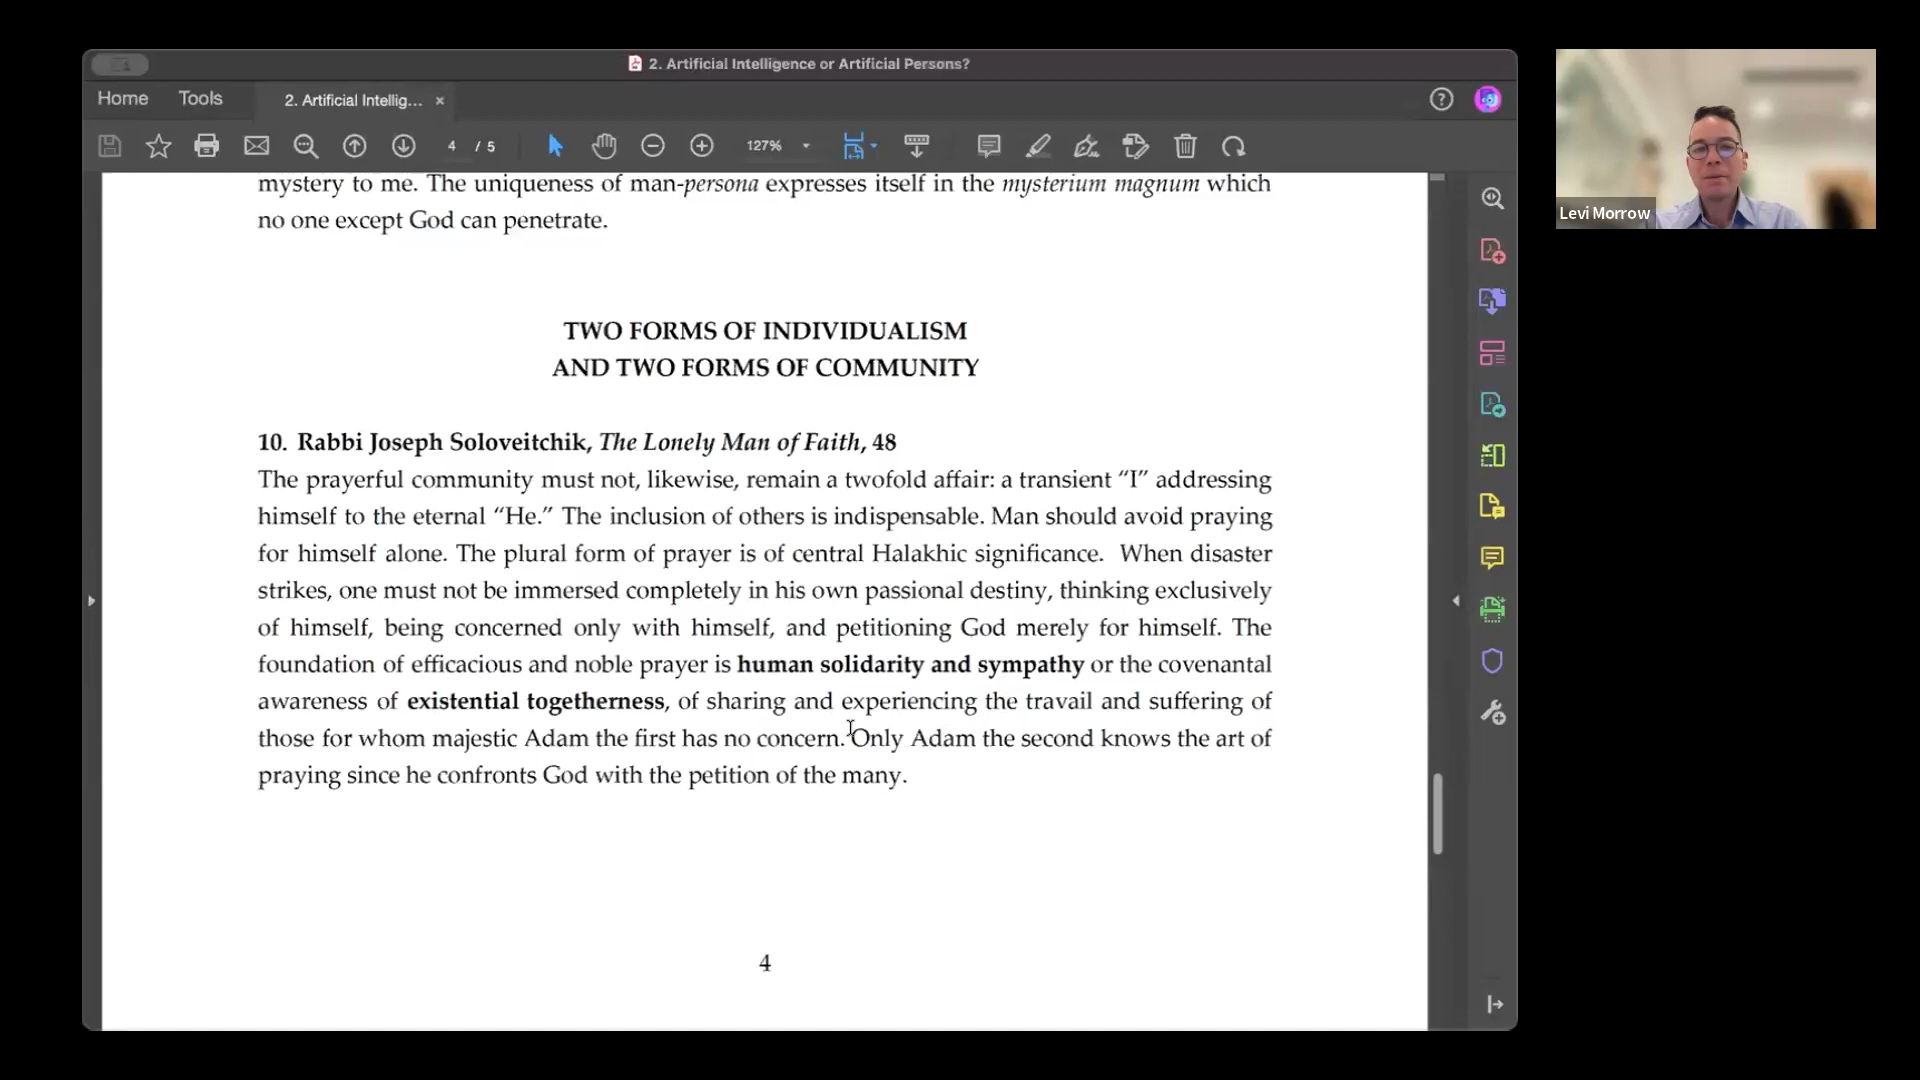 2. Artificial Intelligence or Artificial Persons?
Home Tools 2. Artificial Intellig... ×
4 / 5 127%
Levi Morrow
mystery to me. The uniqueness of man-persona expresses itself in the mysterium magnum which
no one except God can penetrate.
TWO FORMS OF INDIVIDUALISM
AND TWO FORMS OF COMMUNITY
10. Rabbi Joseph Soloveitchik, The Lonely Man of Faith, 48
The prayerful community must not, likewise, remain a twofold affair: a transient “I” addressing
himself to the eternal “He.” The inclusion of others is indispensable. Man should avoid praying
for himself alone. The plural form of prayer is of central Halakhic significance. When disaster
strikes, one must not be immersed completely in his own passional destiny, thinking exclusively
of himself, being concerned only with himself, and petitioning God merely for himself. The
foundation of efficacious and noble prayer is human solidarity and sympathy or the covenantal
awareness of existential togetherness, of sharing and experiencing the travail and suffering of
those for whom majestic Adam the first has no concern. Only Adam the second knows the art of
praying since he confronts God with the petition of the many.
4